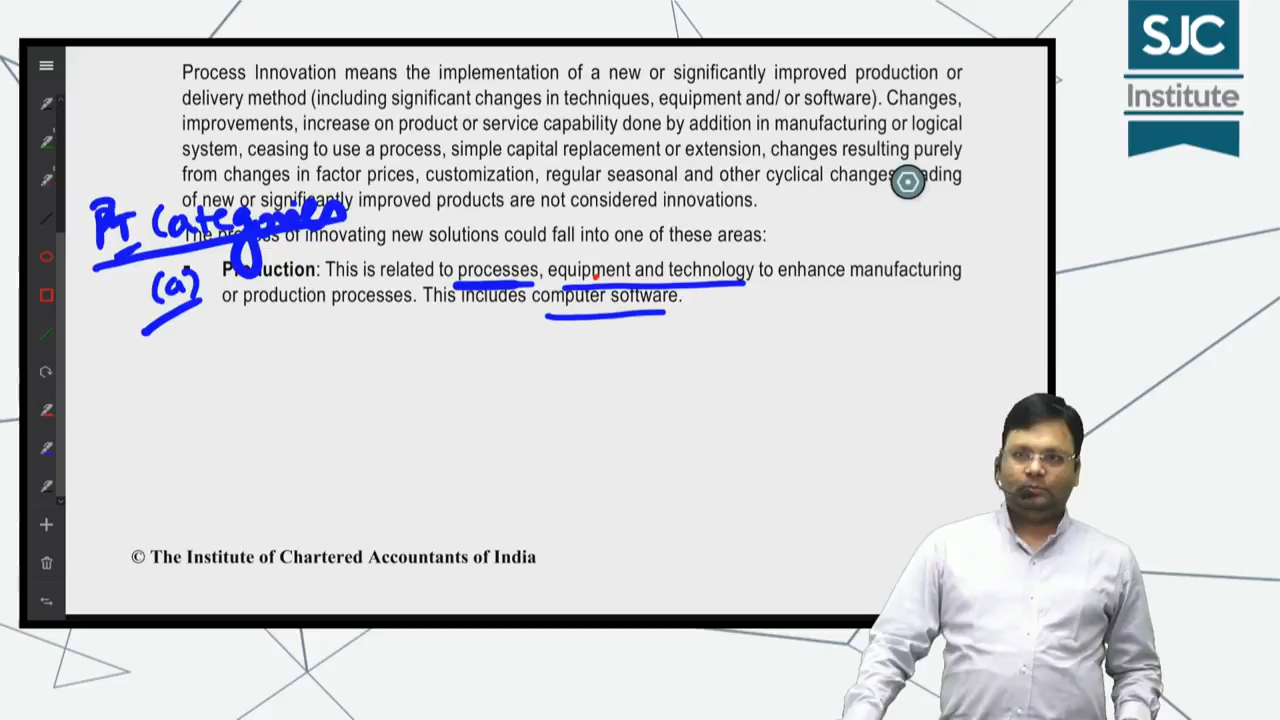 SJC
Institute
Process Innovation means the implementation of a new or significantly improved production or
delivery method (including significant changes in techniques, equipment and/ or software). Changes,
improvements, increase on product or service capability done by addition in manufacturing or logical
system, ceasing to use a process, simple capital replacement or extension, changes resulting purely
from changes in factor prices, customization, regular seasonal and other cyclical changes,
of new or significantly improved products are not considered innovations.
Categories
of innovating new solutions could fall into one of these areas:
(a)
Production: This is related to processes, equipment and technology to enhance manufacturing
or production processes. This includes computer software.
© The Institute of Chartered Accountants of India